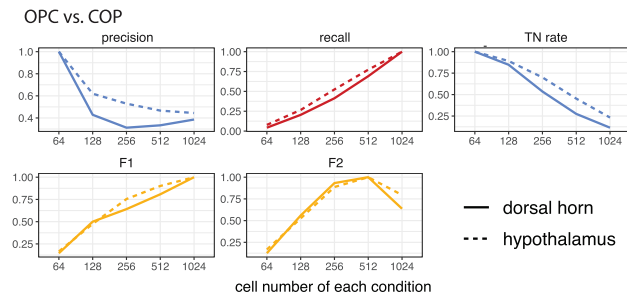 OPC vs. COP
precision recall TN rate
1.0 1.00 1.00
0.8 0.75 0.75
0.6 0.50 0.50
0.4 0.25 0.25
0.00
64 128 256 512 1024 64 128 256 512 1024 64 128 256 512 1024
F1 F2
1.00 1.00
0.75 0.75
0.50 0.50
0.25 0.25
64 128 256 512 1024 64 128 256 512 1024
dorsal horn
hypothalamus
cell number of each condition